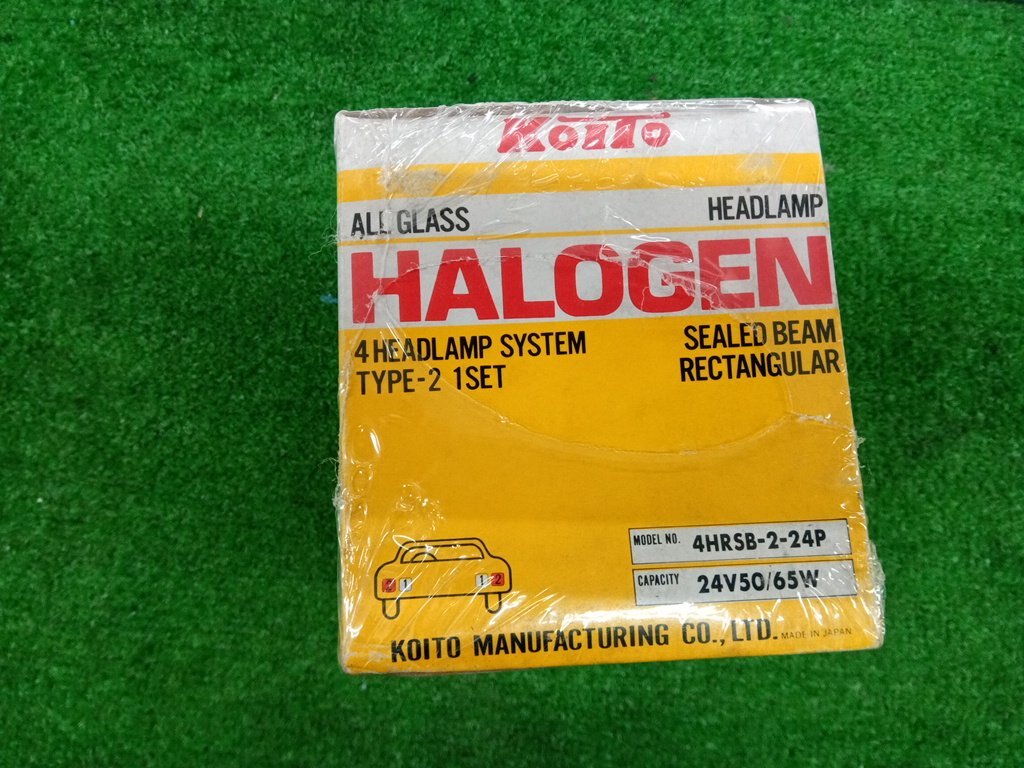 KOITO
ALL GLASS HEADLAMP
HALOGEN
4 HEADLAMP SYSTEM SEALED BEAM
TYPE-2 1SET RECTANGULAR
MODEL NO. 4HRSB-2-24P
CAPACITY 24V50/65W
2 1 1 2
KOITO MANUFACTURING CO., LTD. MADE IN JAPAN